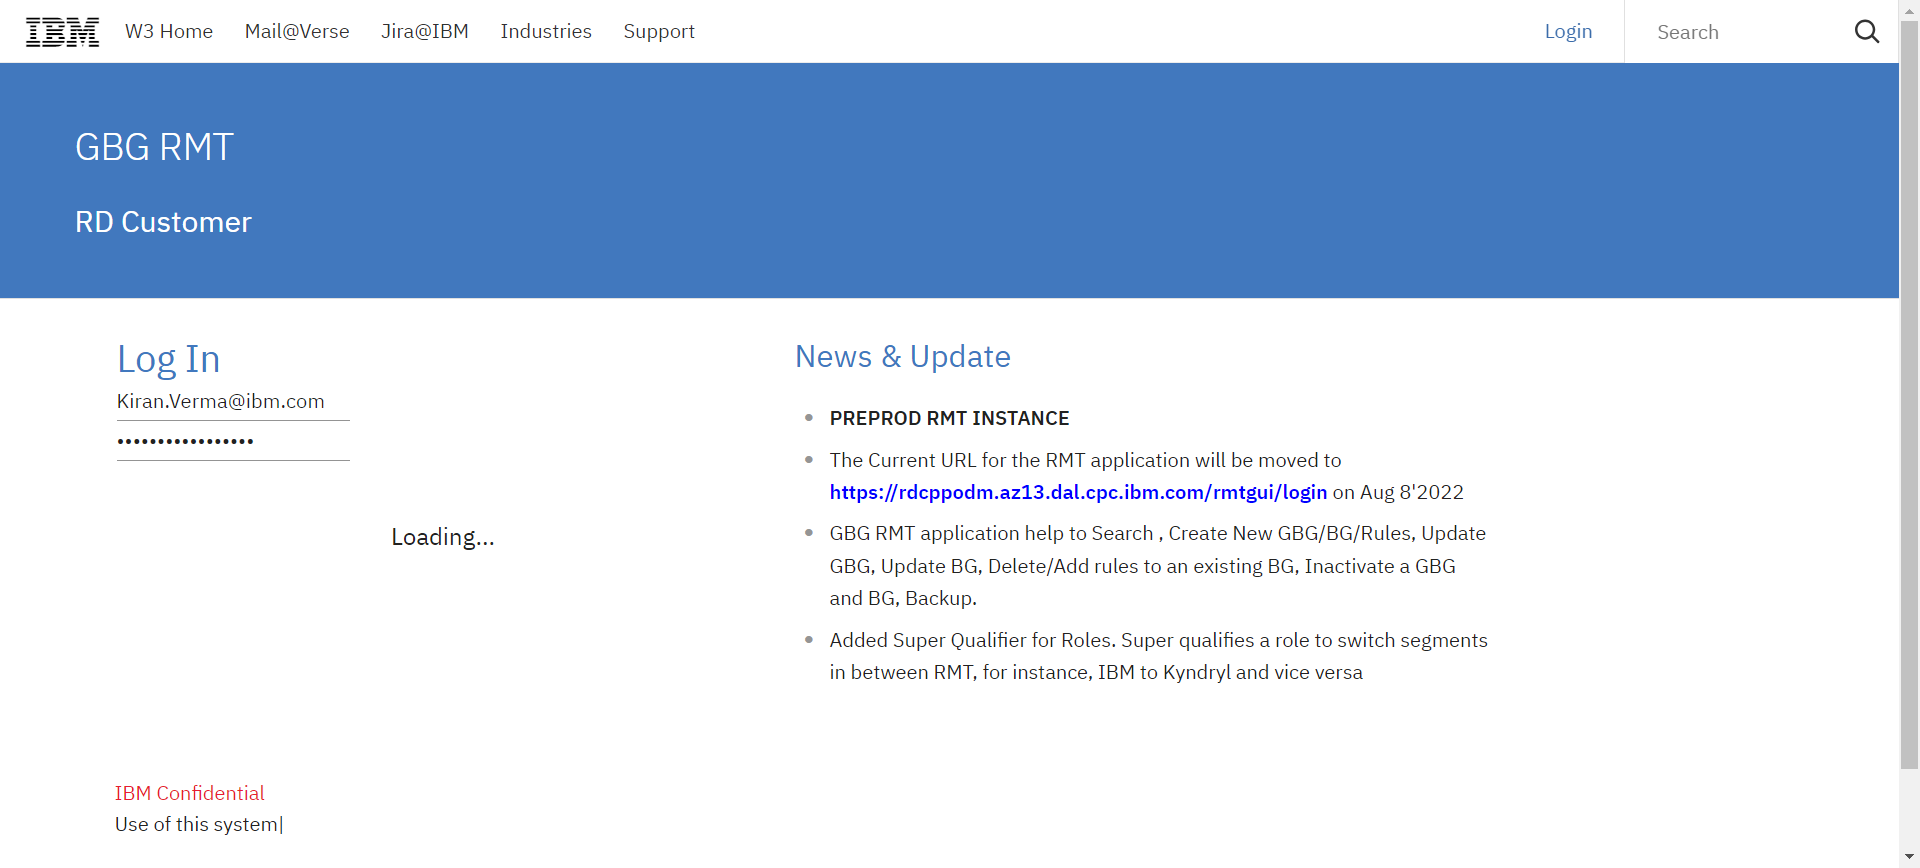 IBM W3 Home Mail@Verse Jira@IBM Industries Support Login Search
GBG RMT
RD Customer
Log In
Kiran.Verma@ibm.com
•••••••••••••••••
Loading...
IBM Confidential
Use of this system|
News & Update
• PREPROD RMT INSTANCE
• The Current URL for the RMT application will be moved to
https://rdcppodm.az13.dal.cpc.ibm.com/rmtgui/login on Aug 8'2022
• GBG RMT application help to Search , Create New GBG/BG/Rules, Update
GBG, Update BG, Delete/Add rules to an existing BG, Inactivate a GBG
and BG, Backup.
• Added Super Qualifier for Roles. Super qualifies a role to switch segments
in between RMT, for instance, IBM to Kyndryl and vice versa